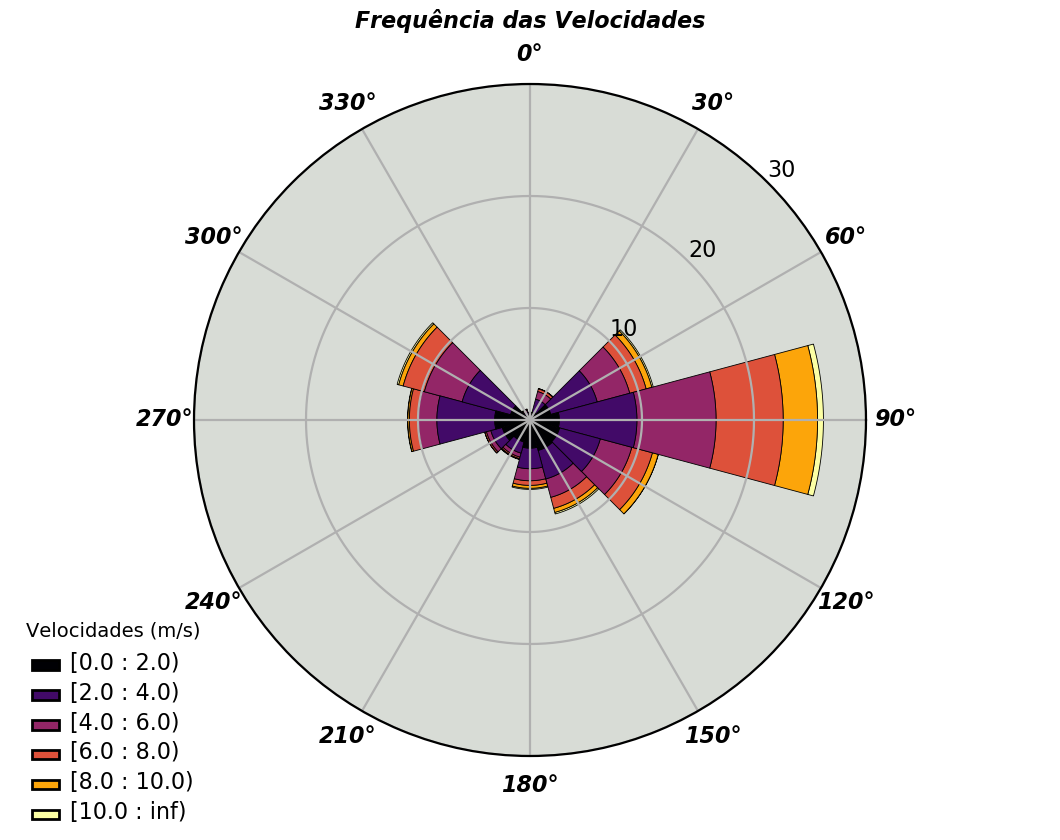 Frequência das Velocidades
0°
330°
30°
30
300°
60°
20
10
270°
90°
240°
120°
210°
150°
180°
Velocidades (m/s)
[0.0 : 2.0)
[2.0 : 4.0)
[4.0 : 6.0)
[6.0 : 8.0)
[8.0 : 10.0)
[10.0 : inf)